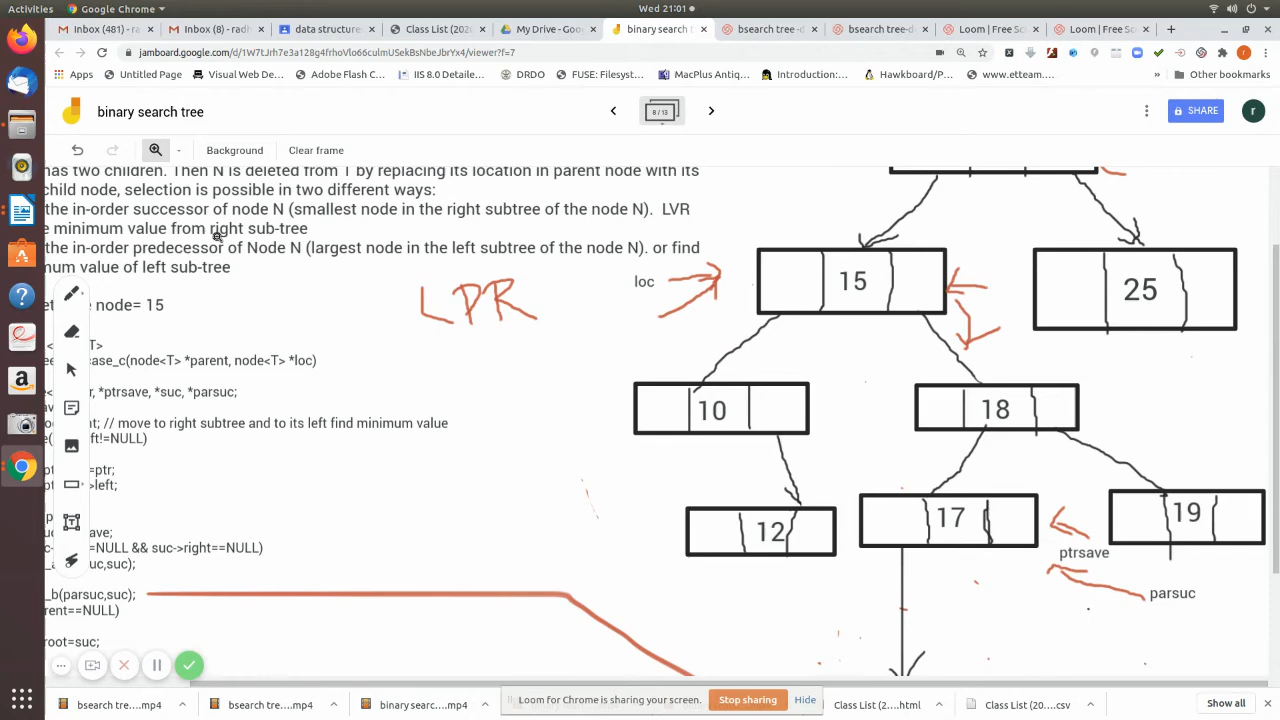 Activities
Google Chrome
Wed 21:01
Inbox (481) - r
Inbox (8) - radh
data structures
Class List (202
My Drive - Goog
binary search t
bsearch tree -d
bsearch tree-d
Loom | Free Sc
Loom | Free Sc
jamboard.google.com/d/1W7tJrh7e3a128g4frhoVlo66culmUSekBsNbeJbrYx4/viewer?f=7
Apps
Untitled Page
Visual Web De...
Adobe Flash C...
IIS 8.0 Detaile...
DRDO
FUSE: Filesyst...
MacPlus Antiq...
Introduction:...
Hawkboard/P...
www.etteam....
»
Other bookmarks
binary search tree
8 / 13
SHARE
r
Background
Clear frame
has two children. Then N is deleted from T by replacing its location in parent node with its
child node, selection is possible in two different ways:
the in-order successor of node N (smallest node in the right subtree of the node N). LVR
e minimum value from right sub-tree
the in-order predecessor of Node N (largest node in the left subtree of the node N). or find
mum value of left sub-tree
node= 15
LPR
loc
15
25
10
18
12
17
19
ptrsave
parsuc
case_c(node<T> *parent, node<T> *loc)
r, *ptrsave, *suc, *parsuc;
t; // move to right subtree and to its left find minimum value
ft!=NULL)
=ptr;
>left;
ave;
=NULL && suc->right==NULL)
suc,suc);
_b(parsuc,suc);
rent==NULL)
root=suc;
Loom for Chrome is sharing your screen.
Stop sharing
Hide
bsearch tre....mp4
bsearch tre....mp4
binary searc....mp4
Class List (2....html
Class List (20....csv
Show all